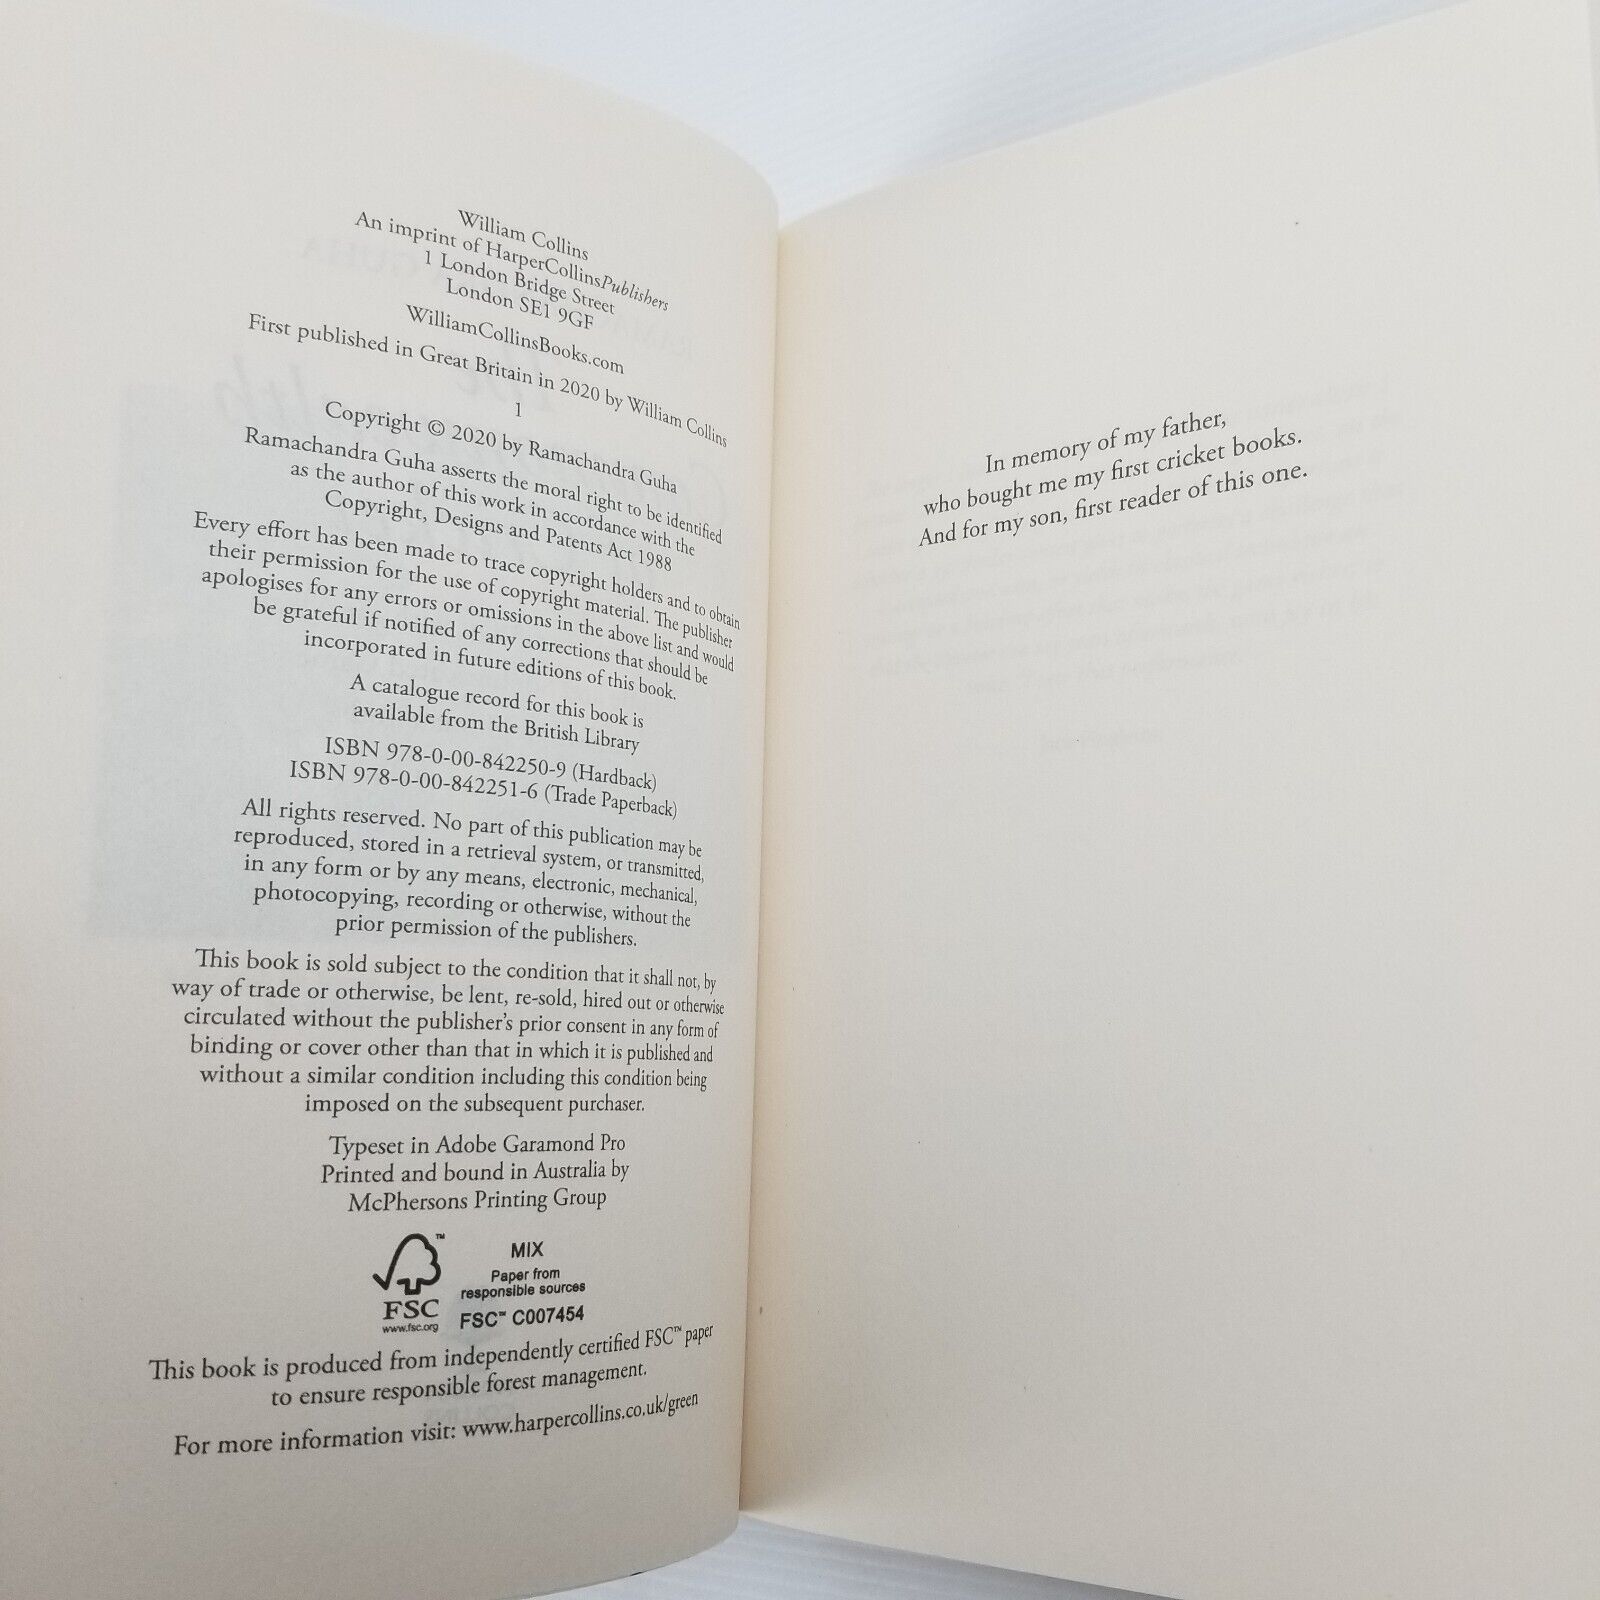 William Collins
An imprint of HarperCollinsPublishers
1 London Bridge Street
London SE1 9GF
WilliamCollinsBooks.com
First published in Great Britain in 2020 by William Collins
1
Copyright © 2020 by Ramachandra Guha
Ramachandra Guha asserts the moral right to be identified
as the author of this work in accordance with the
Copyright, Designs and Patents Act 1988
Every effort has been made to trace copyright holders and to obtain
their permission for the use of copyright material. The publisher
apologises for any errors or omissions in the above list and would
be grateful if notified of any corrections that should be
incorporated in future editions of this book.
A catalogue record for this book is
available from the British Library
ISBN 978-0-00-842250-9 (Hardback)
ISBN 978-0-00-842251-6 (Trade Paperback)
All rights reserved. No part of this publication may be
reproduced, stored in a retrieval system, or transmitted,
in any form or by any means, electronic, mechanical,
photocopying, recording or otherwise, without the
prior permission of the publishers.
This book is sold subject to the condition that it shall not, by
way of trade or otherwise, be lent, re-sold, hired out or otherwise
circulated without the publisher's prior consent in any form of
binding or cover other than that in which it is published and
without a similar condition including this condition being
imposed on the subsequent purchaser.
Typeset in Adobe Garamond Pro
Printed and bound in Australia by
McPhersons Printing Group
FSC
www.fsc.org
MIX
Paper from
responsible sources
FSC™ C007454
This book is produced from independently certified FSC™ paper
to ensure responsible forest management.
For more information visit: www.harpercollins.co.uk/green
In memory of my father,
who bought me my first cricket books.
And for my son, first reader of this one.